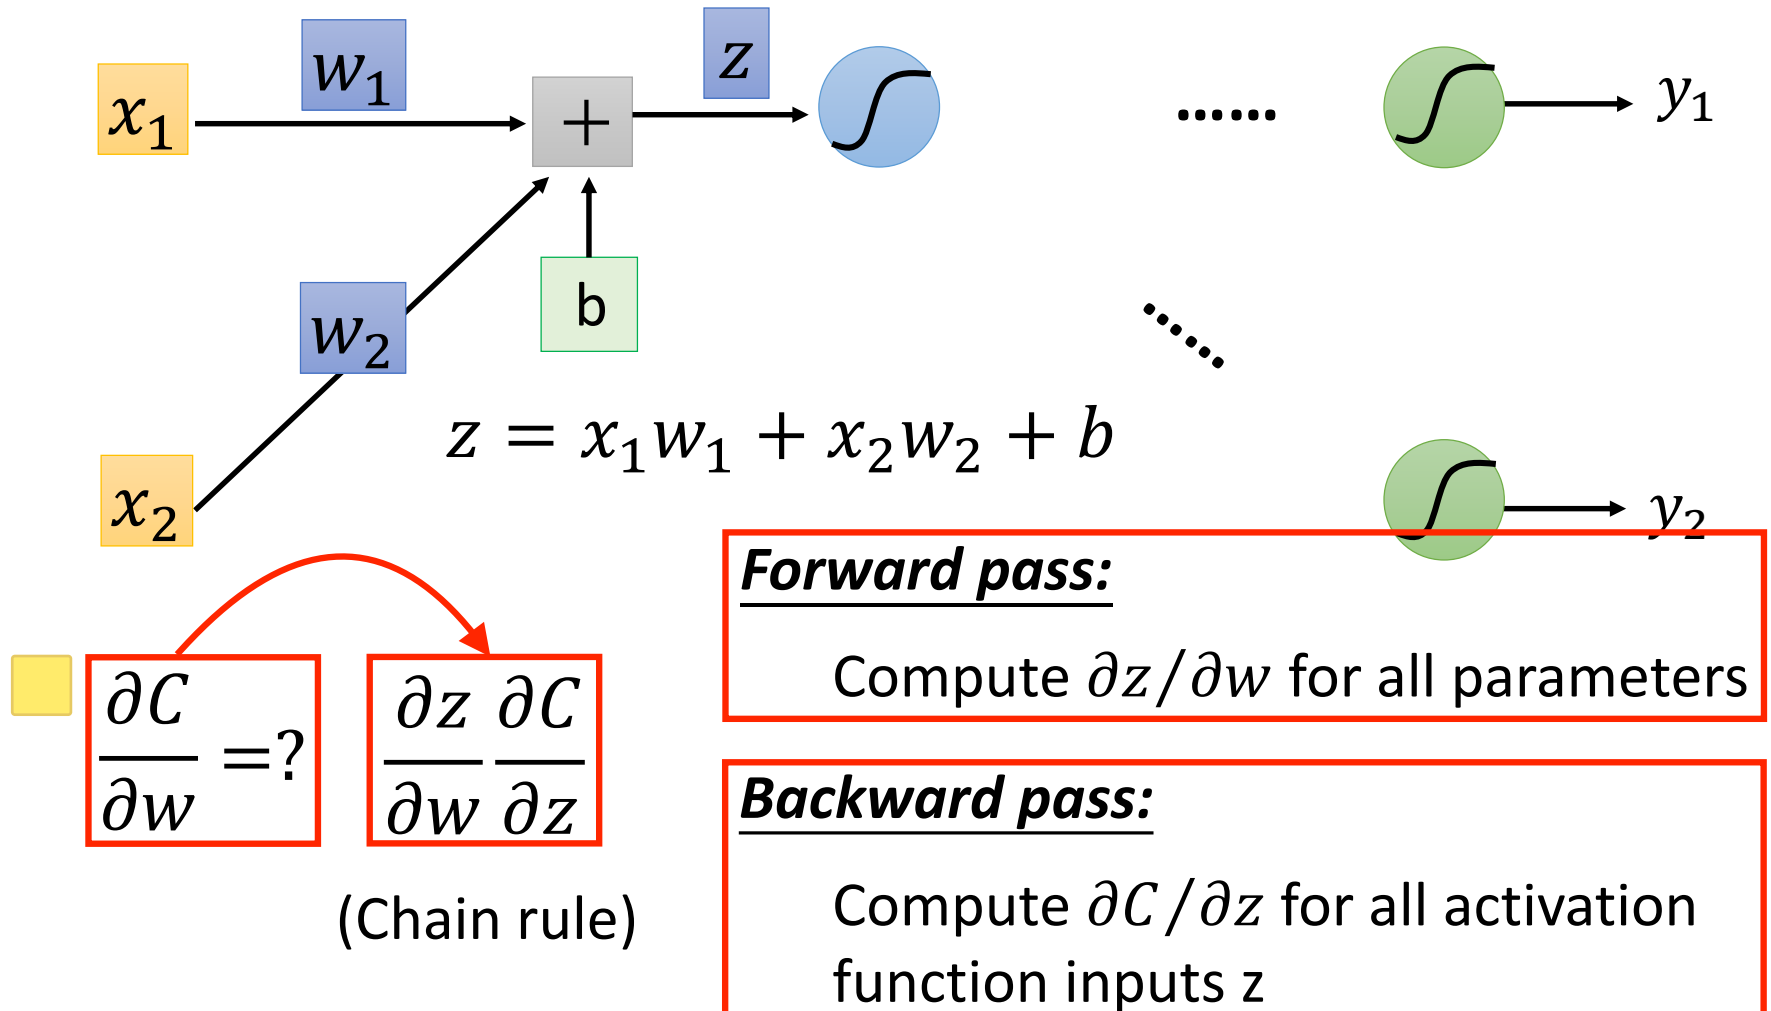 w₁
z
x₁
+
y₁
w₂
b
z = x₁w₁ + x₂w₂ + b
x₂
y₂
Forward pass:
Compute ∂z/∂w for all parameters
∂C/∂w =?
∂z/∂w ∂C/∂z
(Chain rule)
Backward pass:
Compute ∂C/∂z for all activation
function inputs z